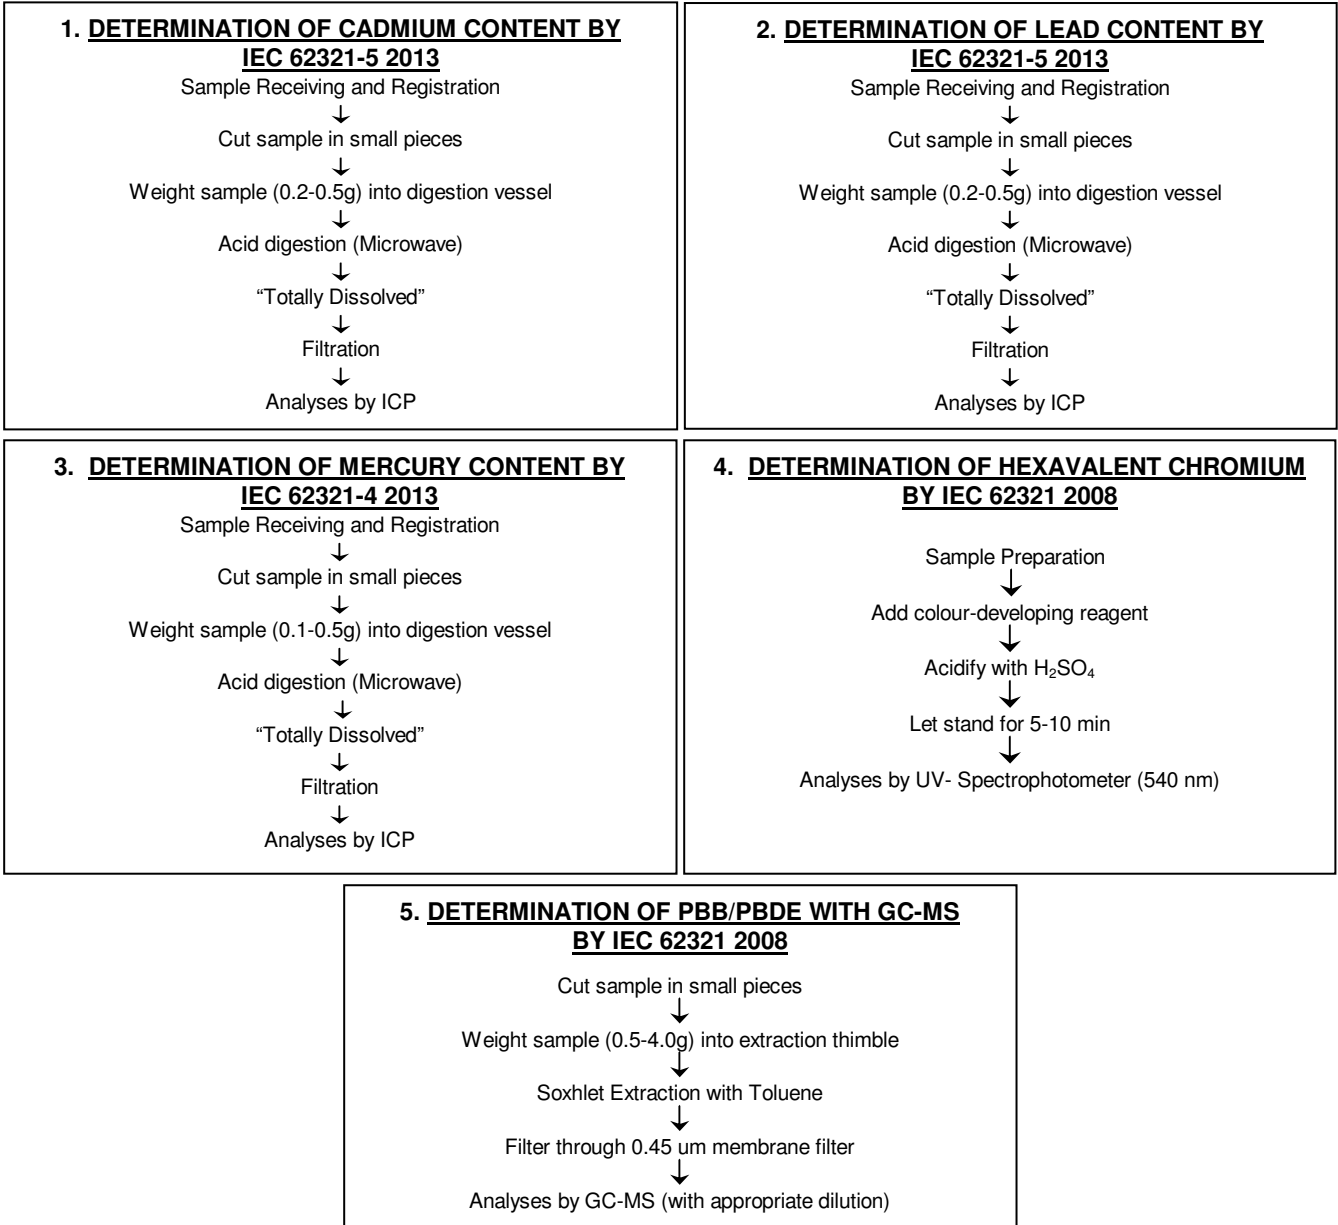 1. DETERMINATION OF CADMIUM CONTENT BY
IEC 62321-5 2013
Sample Receiving and Registration
Cut sample in small pieces
Weight sample (0.2-0.5g) into digestion vessel
Acid digestion (Microwave)
“Totally Dissolved”
Filtration
Analyses by ICP
2. DETERMINATION OF LEAD CONTENT BY
IEC 62321-5 2013
Sample Receiving and Registration
Cut sample in small pieces
Weight sample (0.2-0.5g) into digestion vessel
Acid digestion (Microwave)
“Totally Dissolved”
Filtration
Analyses by ICP
3. DETERMINATION OF MERCURY CONTENT BY
IEC 62321-4 2013
Sample Receiving and Registration
Cut sample in small pieces
Weight sample (0.1-0.5g) into digestion vessel
Acid digestion (Microwave)
“Totally Dissolved”
Filtration
Analyses by ICP
4. DETERMINATION OF HEXAVALENT CHROMIUM
BY IEC 62321 2008
Sample Preparation
Add colour-developing reagent
Acidify with H₂SO₄
Let stand for 5-10 min
Analyses by UV- Spectrophotometer (540 nm)
5. DETERMINATION OF PBB/PBDE WITH GC-MS
BY IEC 62321 2008
Cut sample in small pieces
Weight sample (0.5-4.0g) into extraction thimble
Soxhlet Extraction with Toluene
Filter through 0.45 um membrane filter
Analyses by GC-MS (with appropriate dilution)